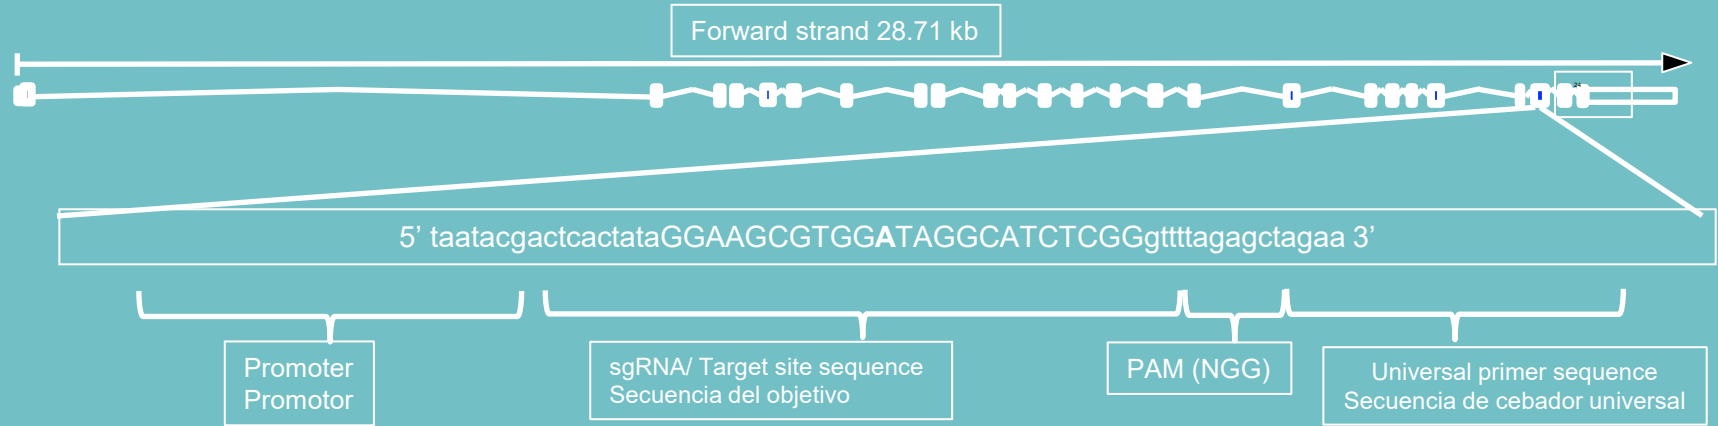 Forward strand 28.71 kb
5’ taatacgactcactataGGAAGCGTGGATAGGCATCTCGGgttttagagctagaa 3’
Promoter
Promotor
sgRNA/ Target site sequence
Secuencia del objetivo
PAM (NGG)
Universal primer sequence
Secuencia de cebador universal